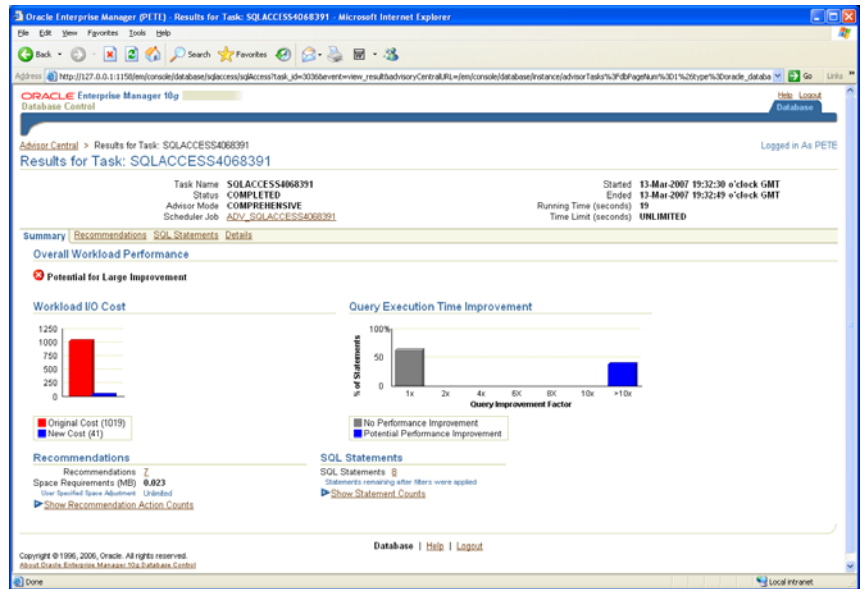 Oracle Enterprise Manager (PETE) - Results for Task: SQLACCESS4068391 - Microsoft Internet Explorer
File Edit View Favorites Tools Help
Back Search Favorites
Address http://127.0.0.1:1158/em/console/database/sqlaccess/sqlAccess?task_id=3036&event=view_result&advisoryCentralURL=/em/console/database/instance/advisorTasks%3FdbPageNum%3D1%26type%3Doracle_databa Go Links »
ORACLE Enterprise Manager 10g
Database Control
Help Logout
Database
Advisor Central > Results for Task: SQLACCESS4068391 Logged in As PETE
Results for Task: SQLACCESS4068391
Task Name SQLACCESS4068391 Started 13-Mar-2007 19:32:30 o'clock GMT
Status COMPLETED Ended 13-Mar-2007 19:32:49 o'clock GMT
Advisor Mode COMPREHENSIVE Running Time (seconds) 19
Scheduler Job ADV_SQLACCESS4068391 Time Limit (seconds) UNLIMITED
Summary Recommendations SQL Statements Details
Overall Workload Performance
Potential for Large Improvement
Workload I/O Cost
1250
1000
750
500
250
0
Original Cost (1019)
New Cost (41)
Query Execution Time Improvement
% of Statements
100%
50
0
1x 2x 4x 6X 8X 10x >10x
Query Improvement Factor
No Performance Improvement
Potential Performance Improvement
Recommendations
Recommendations 7
Space Requirements (MB) 0.023
User Specified Space Adjustment Unlimited
Show Recommendation Action Counts
SQL Statements
SQL Statements 8
Statements remaining after filters were applied
Show Statement Counts
Database | Help | Logout
Copyright © 1996, 2006, Oracle. All rights reserved.
About Oracle Enterprise Manager 10g Database Control
Done Local intranet